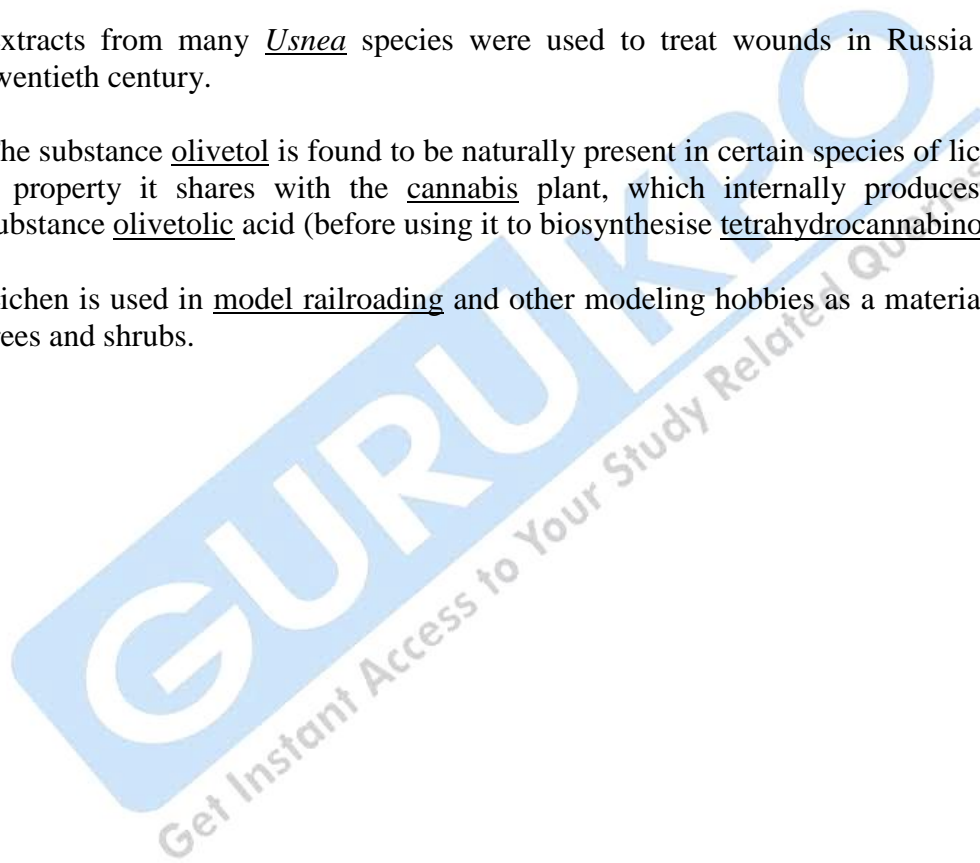 xtracts from many Usnea species were used to treat wounds in Russia
wentieth century.
he substance olivetol is found to be naturally present in certain species of lic
property it shares with the cannabis plant, which internally produces
ubstance olivetolic acid (before using it to biosynthesise tetrahydrocannabino
ichen is used in model railroading and other modeling hobbies as a materia
rees and shrubs.
GURUKPO
Get Instant Access to Your Study Related Queries